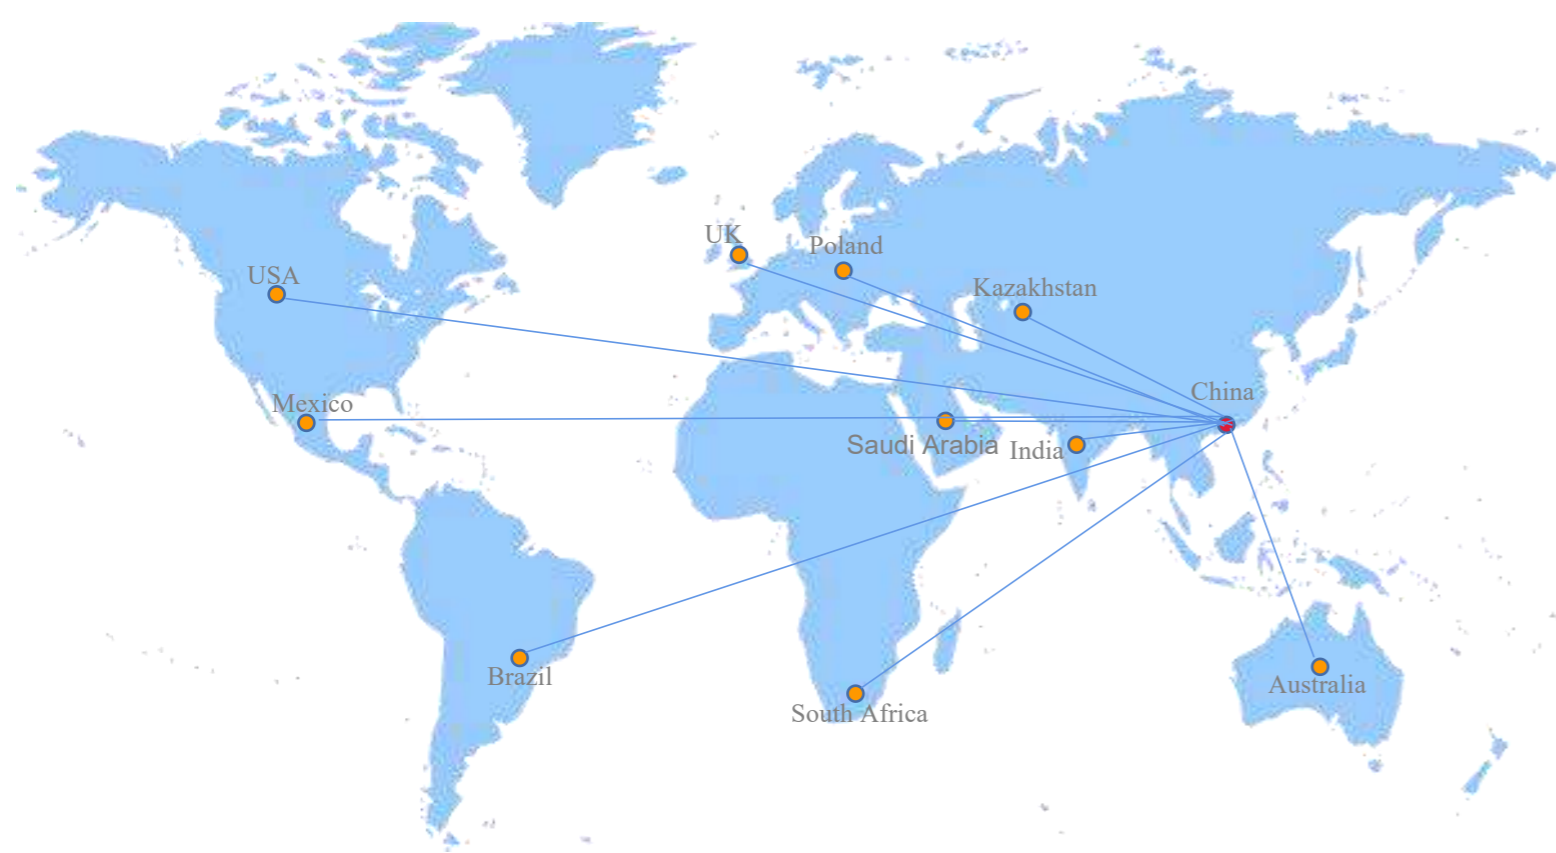 UK
Poland
USA
Kazakhstan
China
Mexico
Saudi Arabia
India
Brazil
Australia
South Africa